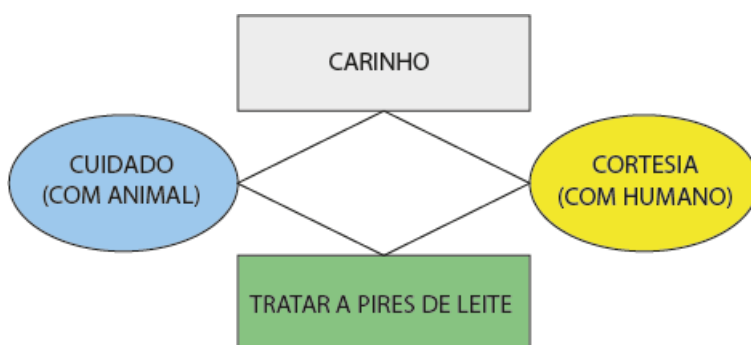 CARINHO
CUIDADO
(COM ANIMAL)
CORTESIA
(COM HUMANO)
TRATAR A PIRES DE LEITE